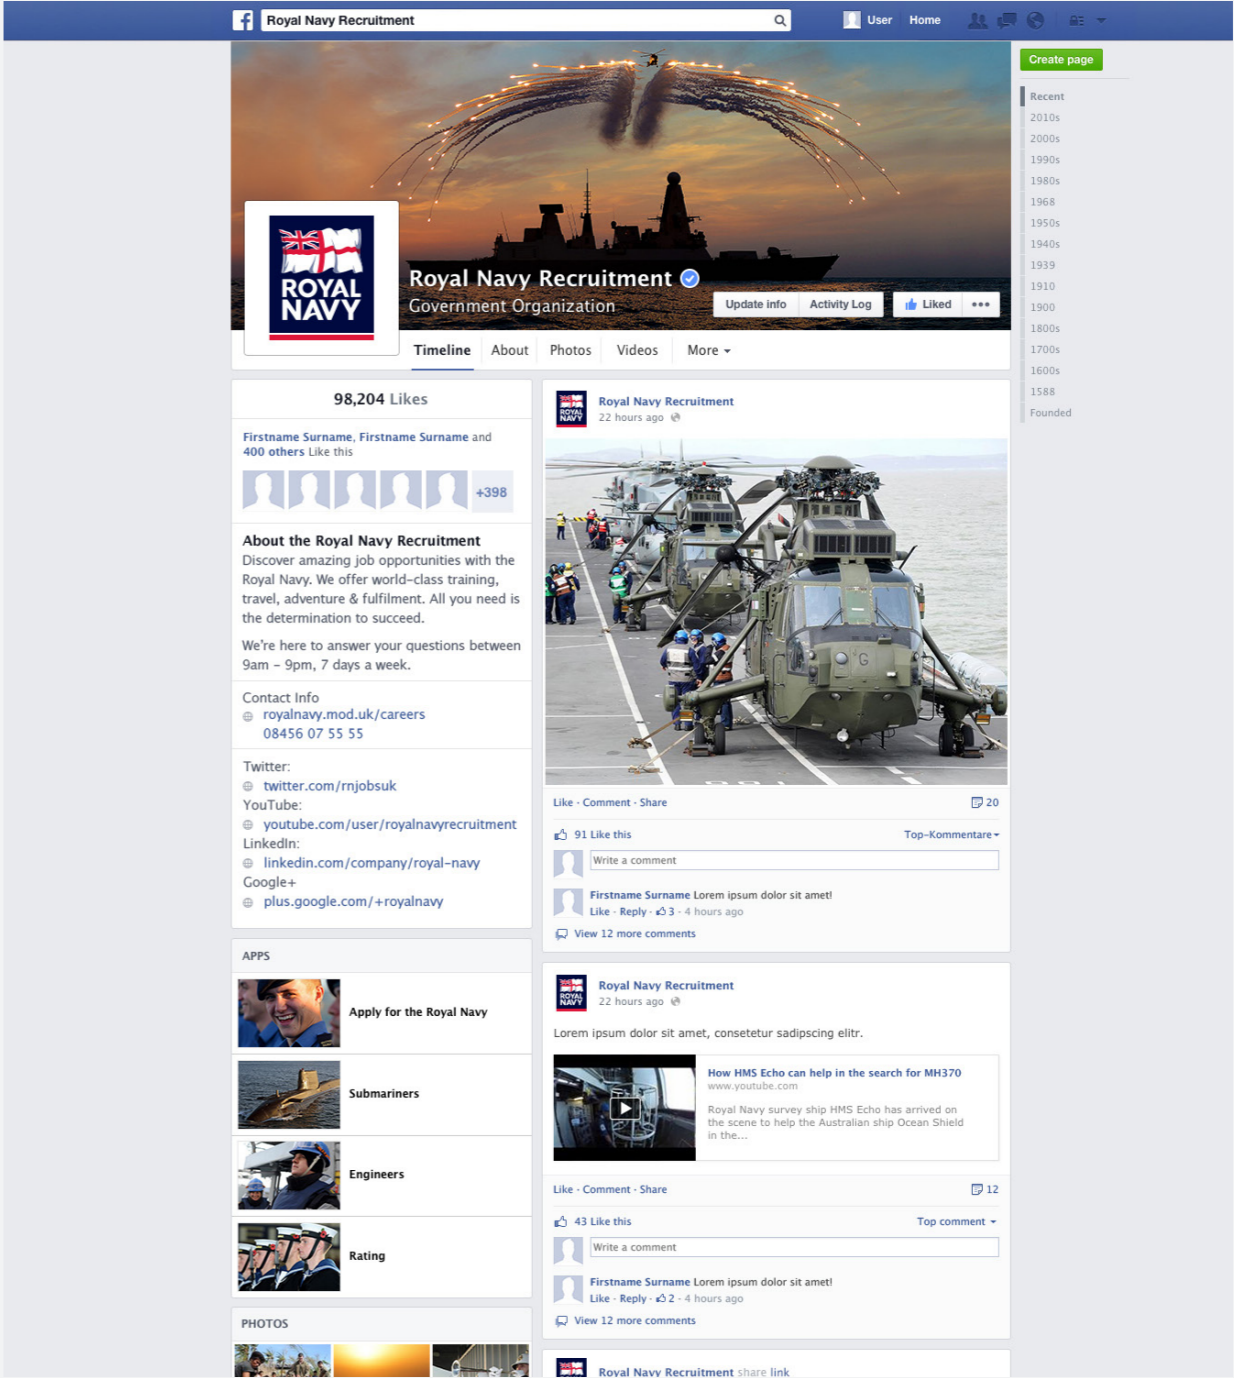 Royal Navy Recruitment
User
Home
Create page
Recent
2010s
2000s
1990s
1980s
1968
1950s
1940s
1939
1910
1900
1800s
1700s
1600s
1588
Founded
ROYAL
NAVY
Royal Navy Recruitment
Government Organization
Update info
Activity Log
Liked
Timeline
About
Photos
Videos
More
98,204 Likes
Firstname Surname, Firstname Surname and
400 others Like this
+398
About the Royal Navy Recruitment
Discover amazing job opportunities with the
Royal Navy. We offer world-class training,
travel, adventure & fulfilment. All you need is
the determination to succeed.
We're here to answer your questions between
9am - 9pm, 7 days a week.
Contact Info
royalnavy.mod.uk/careers
08456 07 55 55
Twitter:
twitter.com/rnjobsuk
YouTube:
youtube.com/user/royalnavyrecruitment
LinkedIn:
linkedin.com/company/royal-navy
Google+
plus.google.com/+royalnavy
APPS
Apply for the Royal Navy
Submariners
Engineers
Rating
PHOTOS
ROYAL
NAVY
Royal Navy Recruitment
22 hours ago
G
Like · Comment · Share
20
91 Like this
Top-Kommentare
Write a comment
Firstname Surname Lorem ipsum dolor sit amet!
Like · Reply · 3 · 4 hours ago
View 12 more comments
ROYAL
NAVY
Royal Navy Recruitment
22 hours ago
Lorem ipsum dolor sit amet, consetetur sadipscing elitr.
How HMS Echo can help in the search for MH370
www.youtube.com
Royal Navy survey ship HMS Echo has arrived on
the scene to help the Australian ship Ocean Shield
in the...
Like · Comment · Share
12
43 Like this
Top comment
Write a comment
Firstname Surname Lorem ipsum dolor sit amet!
Like · Reply · 2 · 4 hours ago
View 12 more comments
Royal Navy Recruitment share link